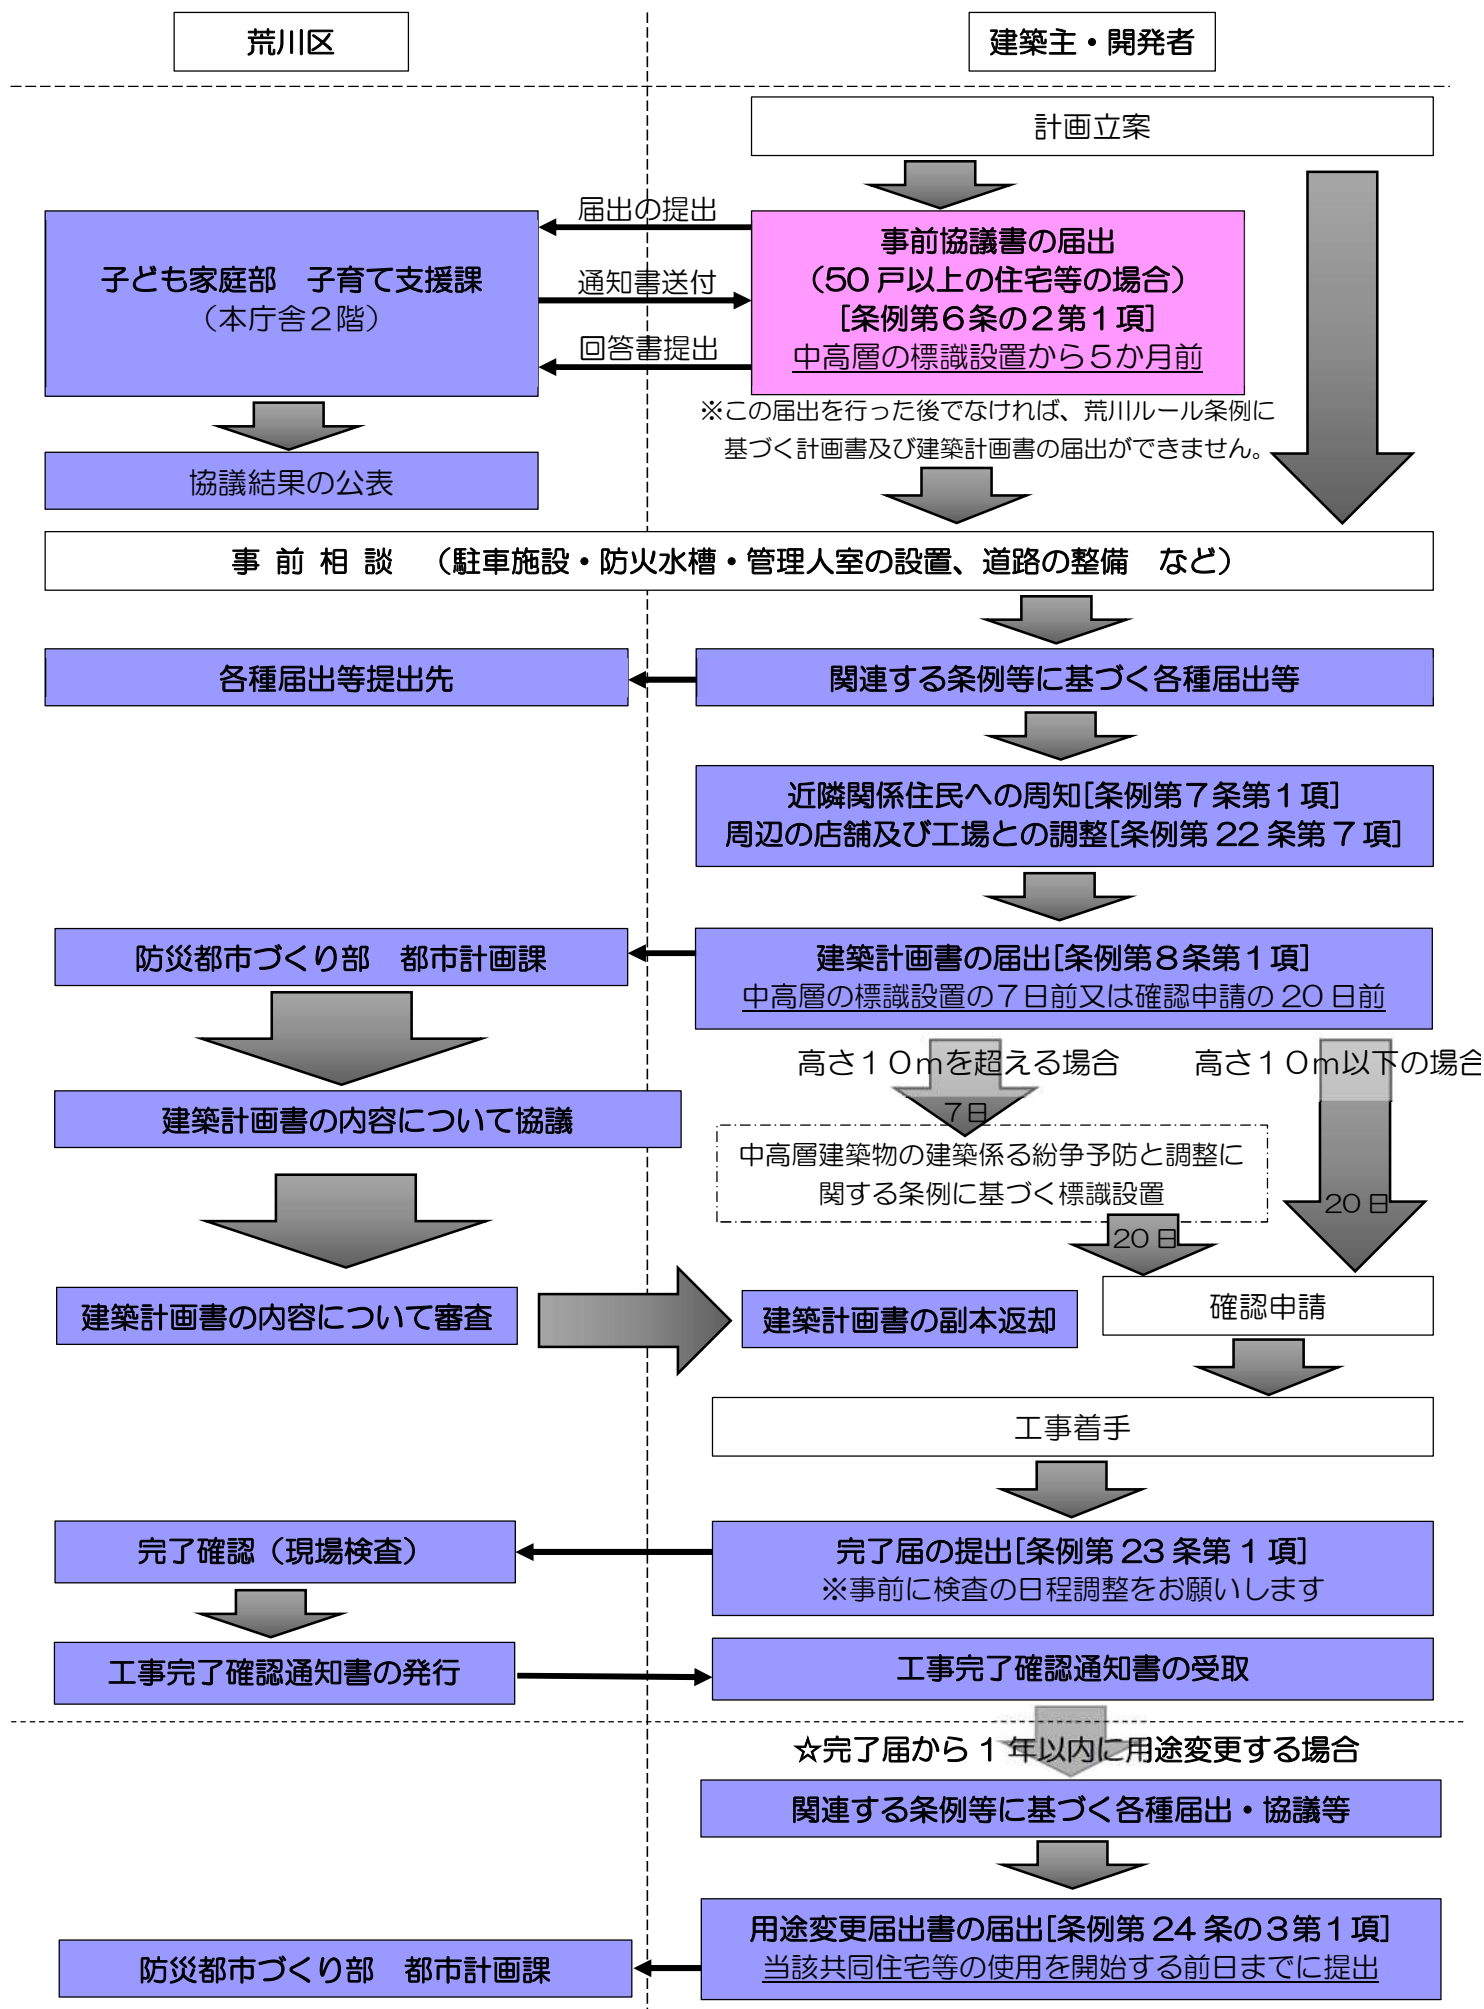 荒川区
建築主・開発者
計画立案
届出の提出
事前協議書の届出
(50戸以上の住宅等の場合)
[条例第6条の2第1項]
中高層の標識設置から5か月前
子ども家庭部　子育て支援課
(本庁舎2階)
通知書送付
回答書提出
※この届出を行った後でなければ、荒川ルール条例に
基づく計画書及び建築計画書の届出ができません。
協議結果の公表
事 前 相 談　(駐車施設・防火水槽・管理人室の設置、道路の整備　など)
各種届出等提出先
関連する条例等に基づく各種届出等
近隣関係住民への周知[条例第7条第1項]
周辺の店舗及び工場との調整[条例第22条第7項]
防災都市づくり部　都市計画課
建築計画書の届出[条例第8条第1項]
中高層の標識設置の7日前又は確認申請の20日前
高さ10mを超える場合
高さ10m以下の場合
7日
建築計画書の内容について協議
中高層建築物の建築係る紛争予防と調整に
関する条例に基づく標識設置
20日
20日
建築計画書の内容について審査
建築計画書の副本返却
確認申請
工事着手
完了確認(現場検査)
完了届の提出[条例第23条第1項]
※事前に検査の日程調整をお願いします
工事完了確認通知書の発行
工事完了確認通知書の受取
☆完了届から1年以内に用途変更する場合
関連する条例等に基づく各種届出・協議等
用途変更届出書の届出[条例第24条の3第1項]
当該共同住宅等の使用を開始する前日までに提出
防災都市づくり部　都市計画課